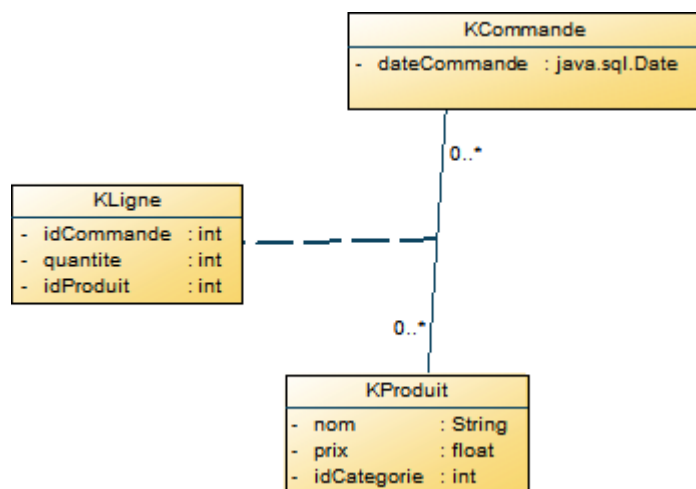 KCommande
- dateCommande : java.sql.Date
0..*
KLigne
- idCommande : int
- quantite : int
- idProduit : int
0..*
KProduit
- nom : String
- prix : float
- idCategorie : int